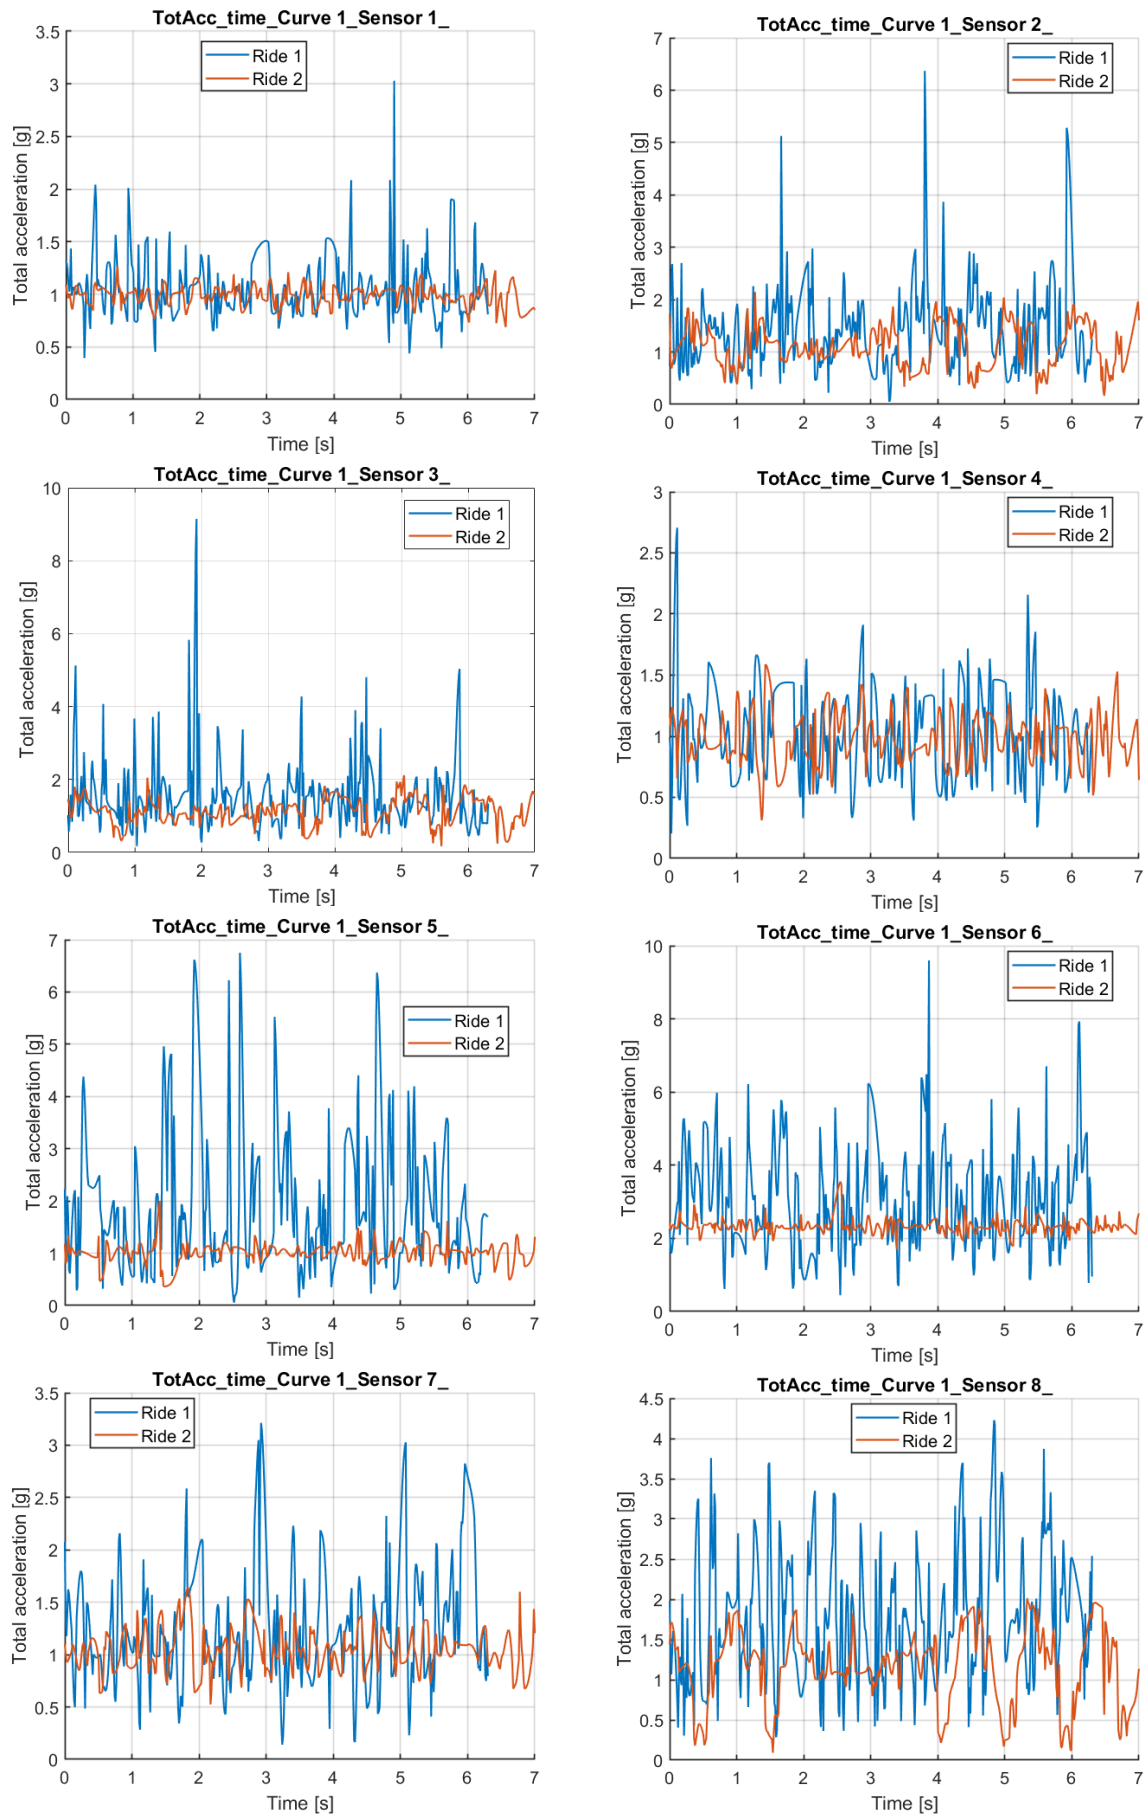 TotAcc_time_Curve 1_Sensor 1_
Total acceleration [g]
3.5
3
2.5
2
1.5
1
0.5
0
Ride 1
Ride 2
0 1 2 3 4 5 6 7
Time [s]
TotAcc_time_Curve 1_Sensor 2_
Total acceleration [g]
7
6
5
4
3
2
1
0
Ride 1
Ride 2
0 1 2 3 4 5 6 7
Time [s]
TotAcc_time_Curve 1_Sensor 3_
Total acceleration [g]
10
8
6
4
2
0
Ride 1
Ride 2
0 1 2 3 4 5 6 7
Time [s]
TotAcc_time_Curve 1_Sensor 4_
Total acceleration [g]
3
2.5
2
1.5
1
0.5
0
Ride 1
Ride 2
0 1 2 3 4 5 6 7
Time [s]
TotAcc_time_Curve 1_Sensor 5_
Total acceleration [g]
7
6
5
4
3
2
1
0
Ride 1
Ride 2
0 1 2 3 4 5 6 7
Time [s]
TotAcc_time_Curve 1_Sensor 6_
Total acceleration [g]
10
8
6
4
2
0
Ride 1
Ride 2
0 1 2 3 4 5 6 7
Time [s]
TotAcc_time_Curve 1_Sensor 7_
Total acceleration [g]
3.5
3
2.5
2
1.5
1
0.5
0
Ride 1
Ride 2
0 1 2 3 4 5 6 7
Time [s]
TotAcc_time_Curve 1_Sensor 8_
Total acceleration [g]
4.5
4
3.5
3
2.5
2
1.5
1
0.5
0
Ride 1
Ride 2
0 1 2 3 4 5 6 7
Time [s]